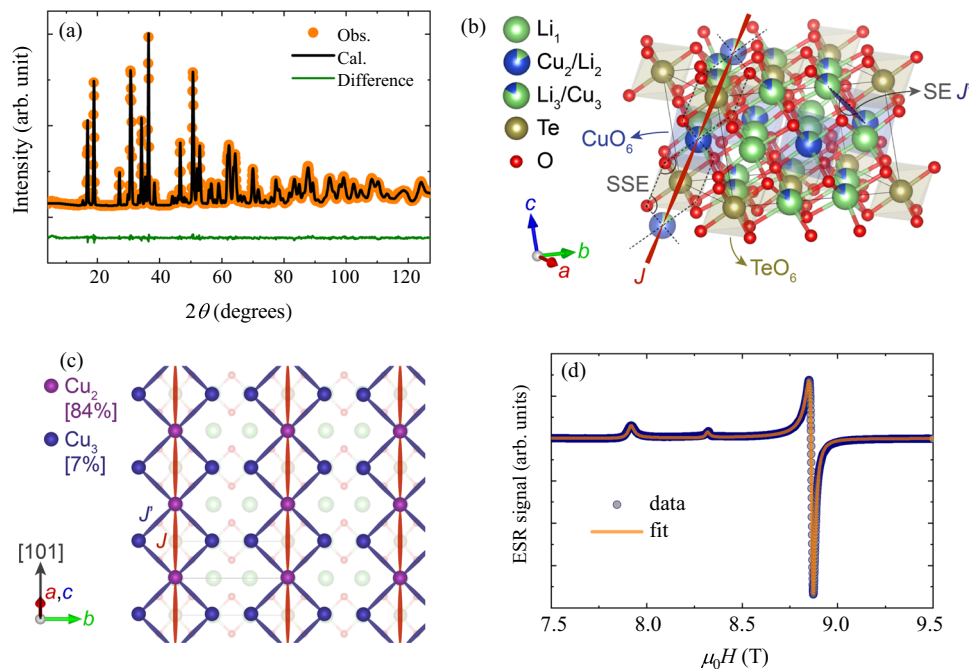 (a)
Obs.
Cal.
Difference
Intensity (arb. unit)
20 40 60 80 100 120
2θ (degrees)
(b)
Li₁
Cu₂/Li₂
Li₃/Cu₃
Te
O
SE J'
CuO₆
SSE
c
b
a
J
TeO₆
(c)
Cu₂
[84%]
Cu₃
[7%]
J'
J
[101]
a,c
b
(d)
ESR signal (arb. units)
data
fit
7.5 8.0 8.5 9.0 9.5
μ₀H (T)